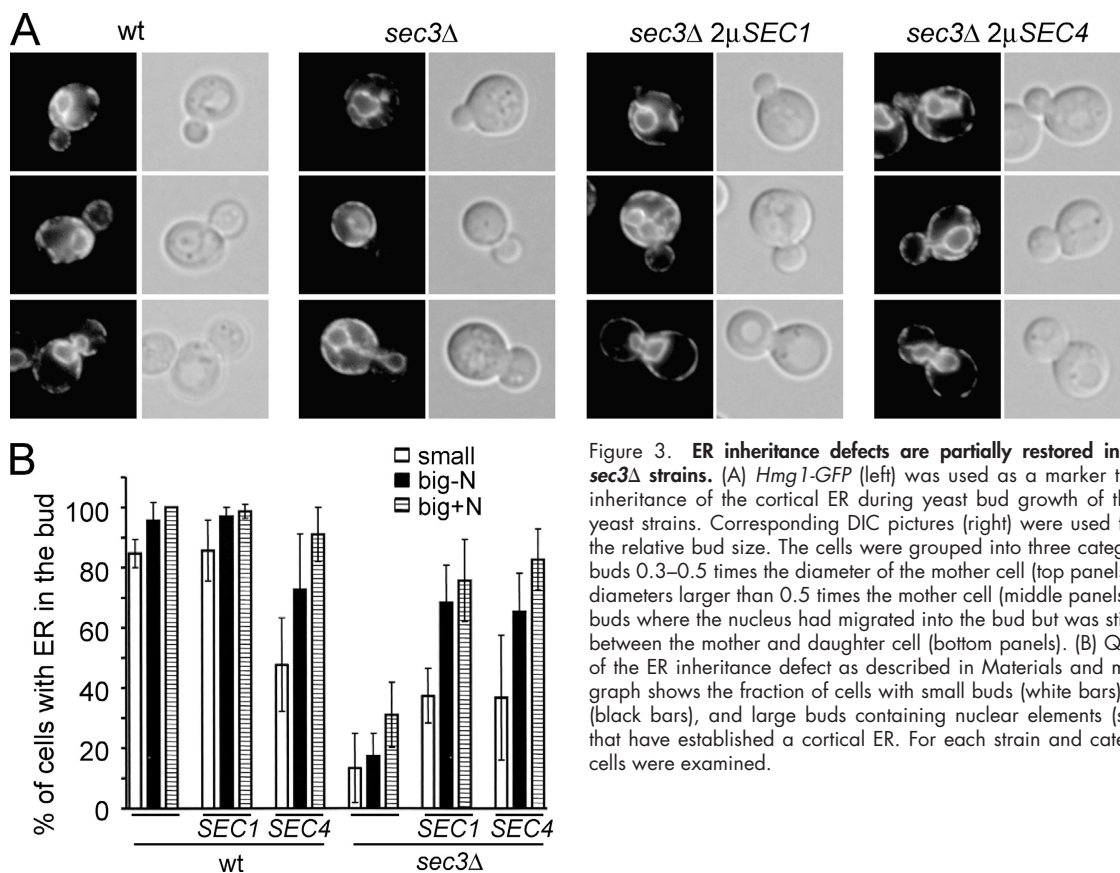 A
wt
sec3Δ
sec3Δ 2μSEC1
sec3Δ 2μSEC4
B
% of cells with ER in the bud
100
80
60
40
20
0
small
big-N
big+N
SEC1
SEC4
SEC1
SEC4
wt
sec3Δ
Figure 3. ER inheritance defects are partially restored in
sec3Δ strains. (A) Hmg1-GFP (left) was used as a marker
inheritance of the cortical ER during yeast bud growth of
yeast strains. Corresponding DIC pictures (right) were used
the relative bud size. The cells were grouped into three
buds 0.3–0.5 times the diameter of the mother cell (top
diameters larger than 0.5 times the mother cell (middle
buds where the nucleus had migrated into the bud but was
between the mother and daughter cell (bottom panels). (B)
of the ER inheritance defect as described in Materials and
graph shows the fraction of cells with small buds (white bars)
(black bars), and large buds containing nuclear elements
that have established a cortical ER. For each strain and
cells were examined.